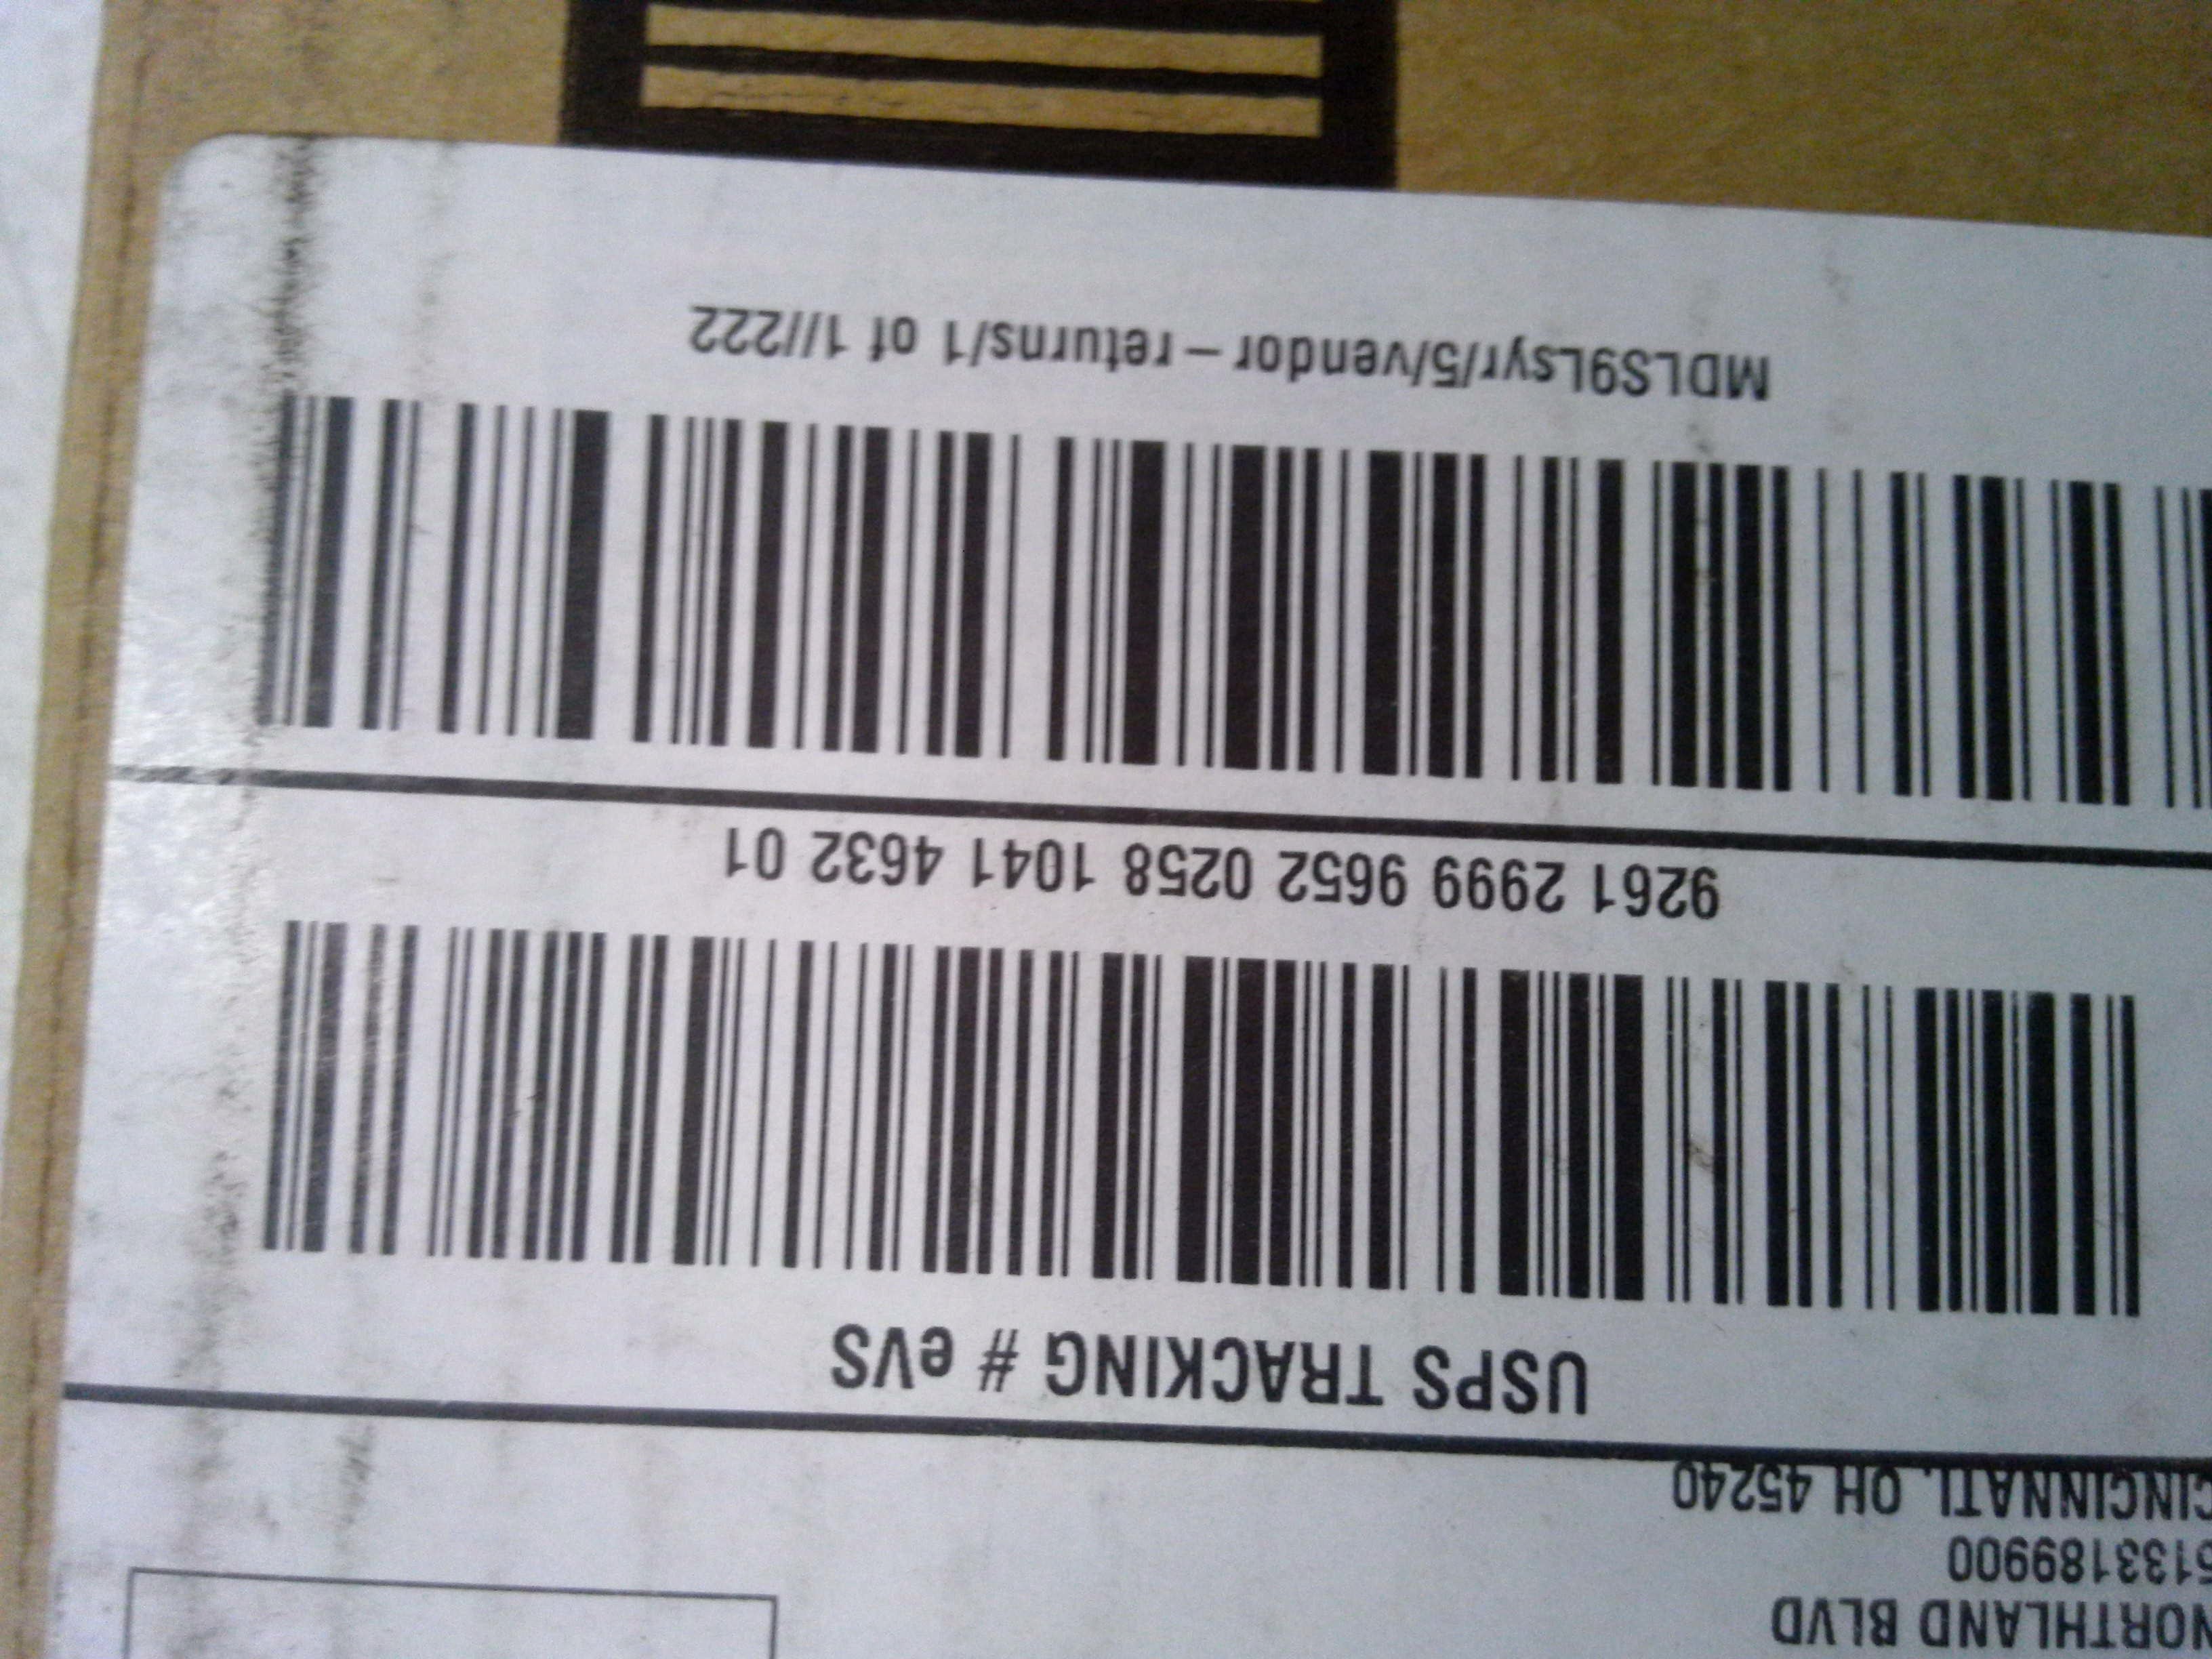 NORTHLAND BLVD
5133189900
CINCINNATI, OH 45240
USPS TRACKING # eVS
9261 2999 9652 0258 1041 4632 01
MDLS9Lsyr/5/vendor – returns/1 of 1//222